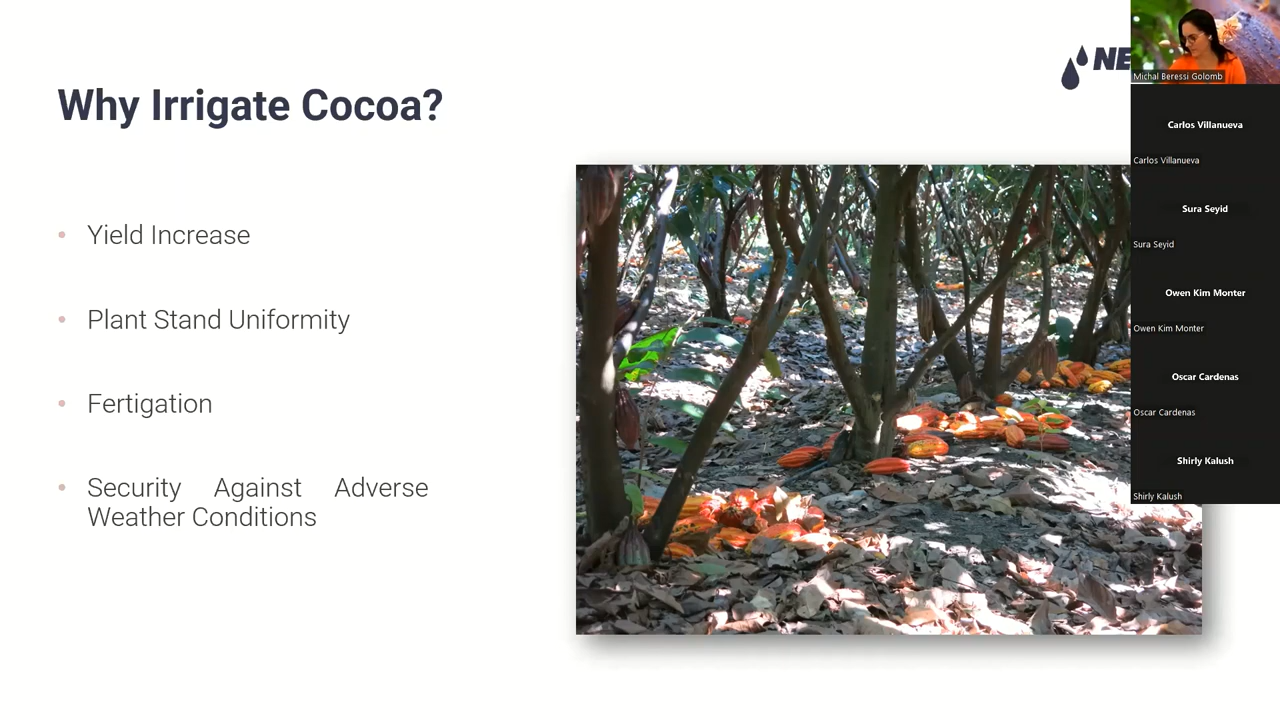 Why Irrigate Cocoa?
NE
• Yield Increase
• Plant Stand Uniformity
• Fertigation
• Security Against Adverse
Weather Conditions
Michal Beressi Golomb
Carlos Villanueva
Carlos Villanueva
Sura Seyid
Sura Seyid
Owen Kim Monter
Owen Kim Monter
Oscar Cardenas
Oscar Cardenas
Shirly Kalush
Shirly Kalush